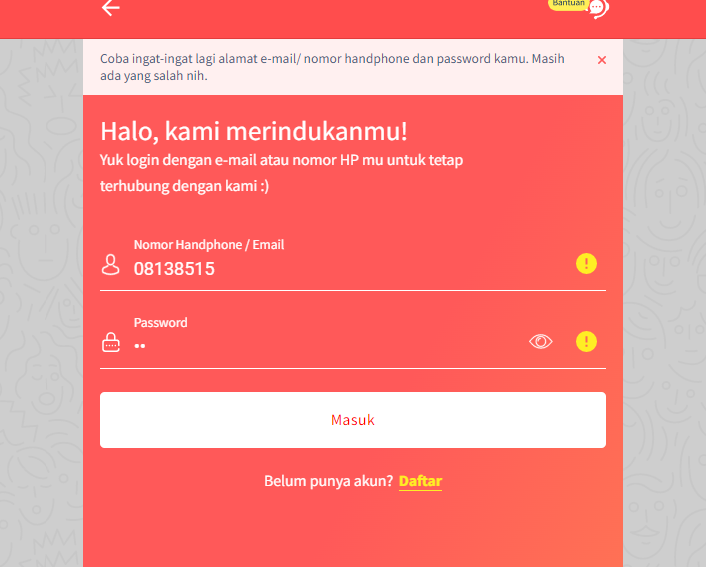 Bantuan
Coba ingat-ingat lagi alamat e-mail/ nomor handphone dan password kamu. Masih
ada yang salah nih.
Halo, kami merindukanmu!
Yuk login dengan e-mail atau nomor HP mu untuk tetap
terhubung dengan kami :)
Nomor Handphone / Email
08138515
Password
••
Masuk
Belum punya akun? Daftar